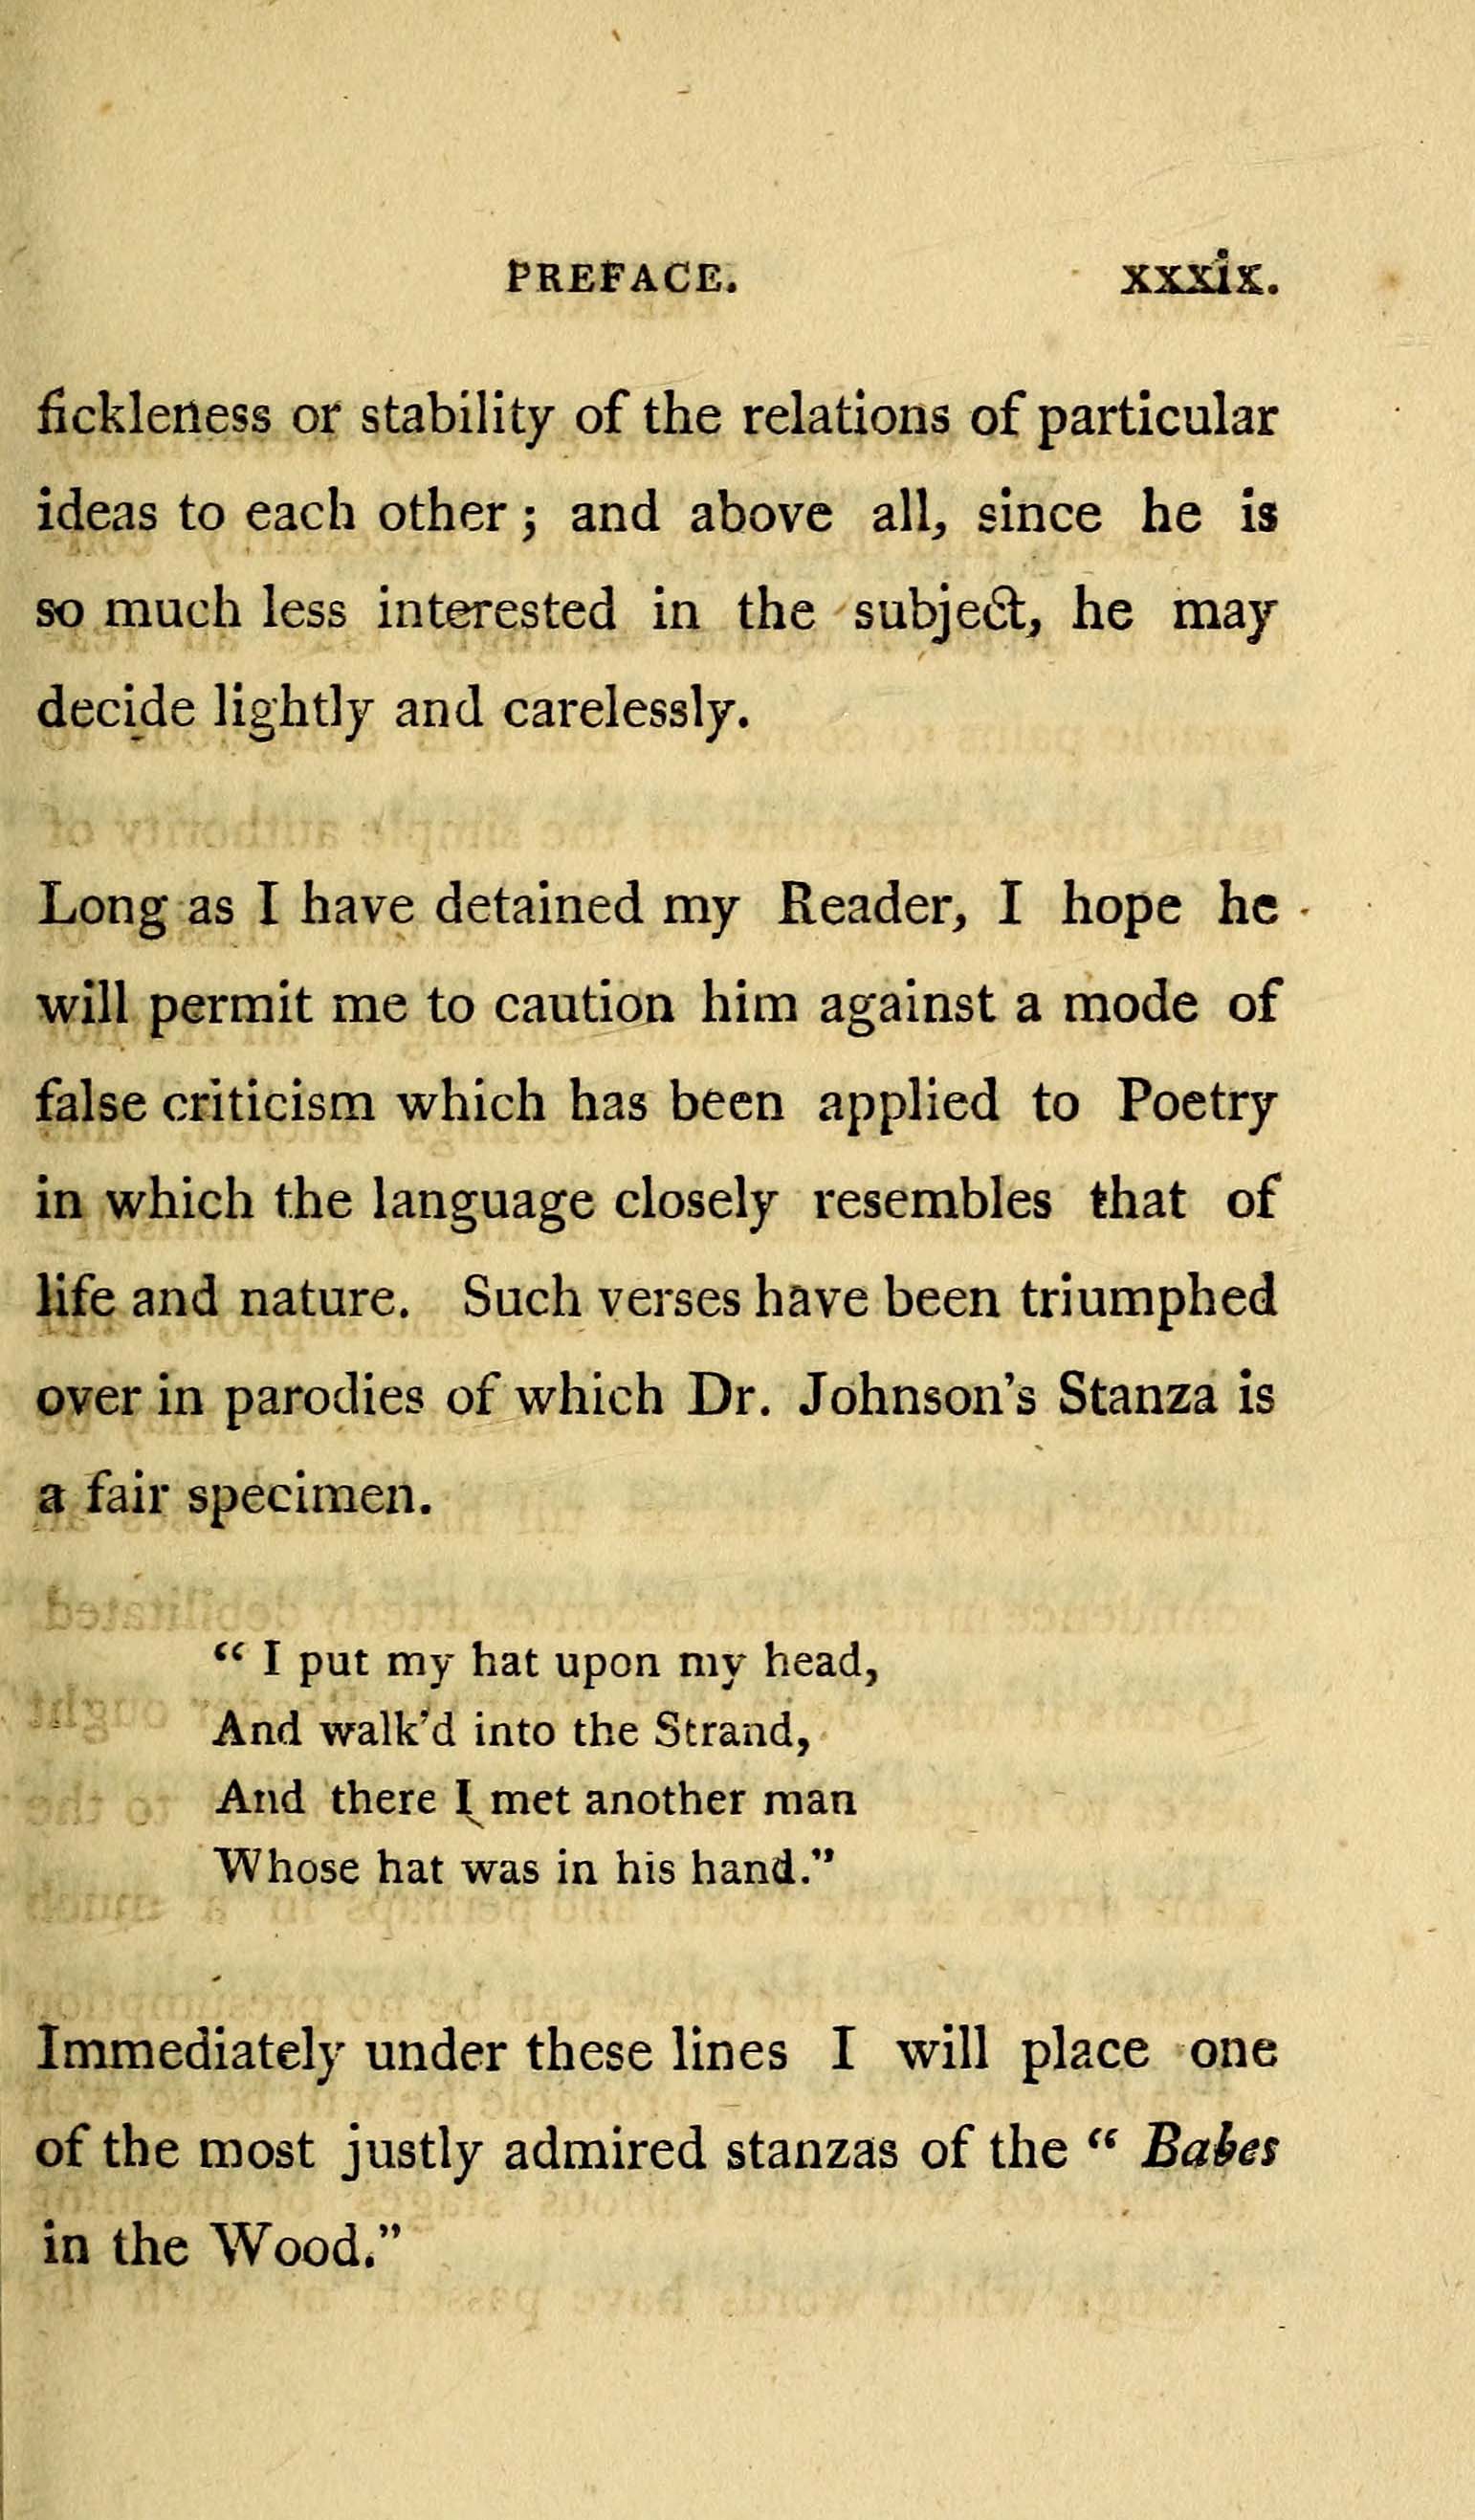 PREFACE. xxxix.
fickleness or stability of the relations of particular
ideas to each other; and above all, since he is
so much less interested in the subject, he may
decide lightly and carelessly.
Long as I have detained my Reader, I hope he
will permit me to caution him against a mode of
false criticism which has been applied to Poetry
in which the language closely resembles that of
life and nature. Such verses have been triumphed
over in parodies of which Dr. Johnson's Stanza is
a fair specimen.
“ I put my hat upon my head,
And walk'd into the Strand,
And there I met another man
Whose hat was in his hand.”
Immediately under these lines I will place one
of the most justly admired stanzas of the “ Babes
in the Wood.”